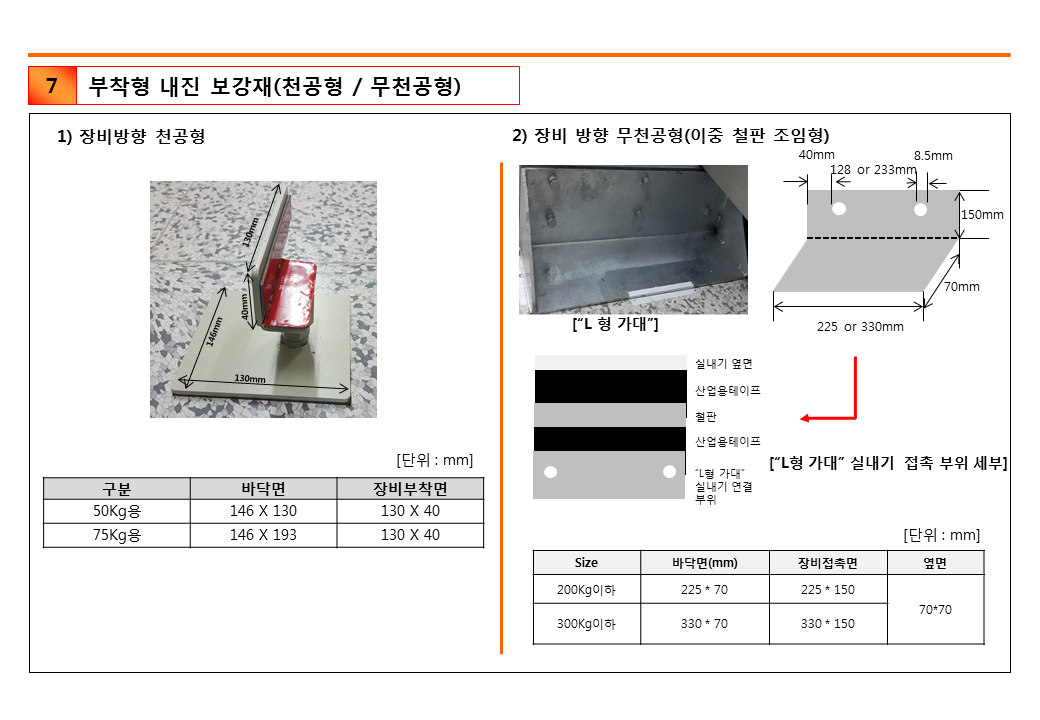 7 부착형 내진 보강재(천공형 / 무천공형)
1) 장비방향 천공형
130mm
40mm
146mm
130mm
[단위 : mm]
구분 바닥면 장비부착면
50Kg용 146 X 130 130 X 40
75Kg용 146 X 193 130 X 40
2) 장비 방향 무천공형(이중 철판 조임형)
["L 형 가대"]
40mm
128 or 233mm
8.5mm
150mm
70mm
225 or 330mm
실내기 옆면
산업용테이프
철판
산업용테이프
"L형 가대"
실내기 연결
부위
["L형 가대" 실내기 접촉 부위 세부]
[단위 : mm]
Size 바닥면(mm) 장비접촉면 옆면
200Kg이하 225 * 70 225 * 150 70*70
300Kg이하 330 * 70 330 * 150